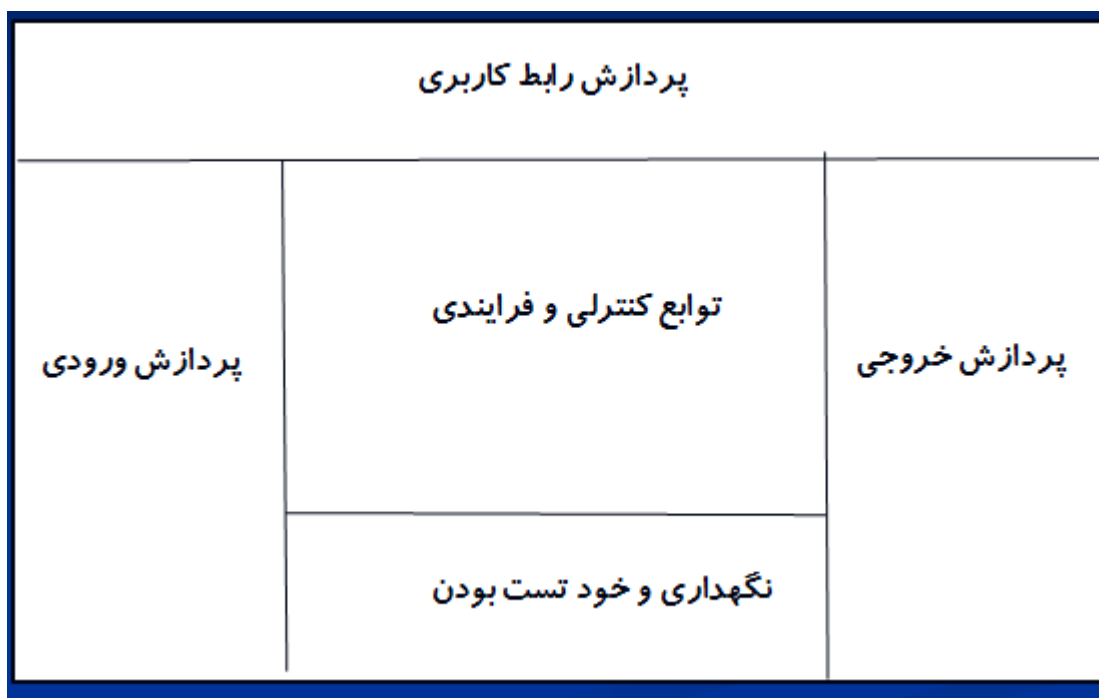 پردازش رابط کاربری
توابع کنترلی و فرایندی
پردازش خروجی
پردازش ورودی
نگهداری و خود تست بودن